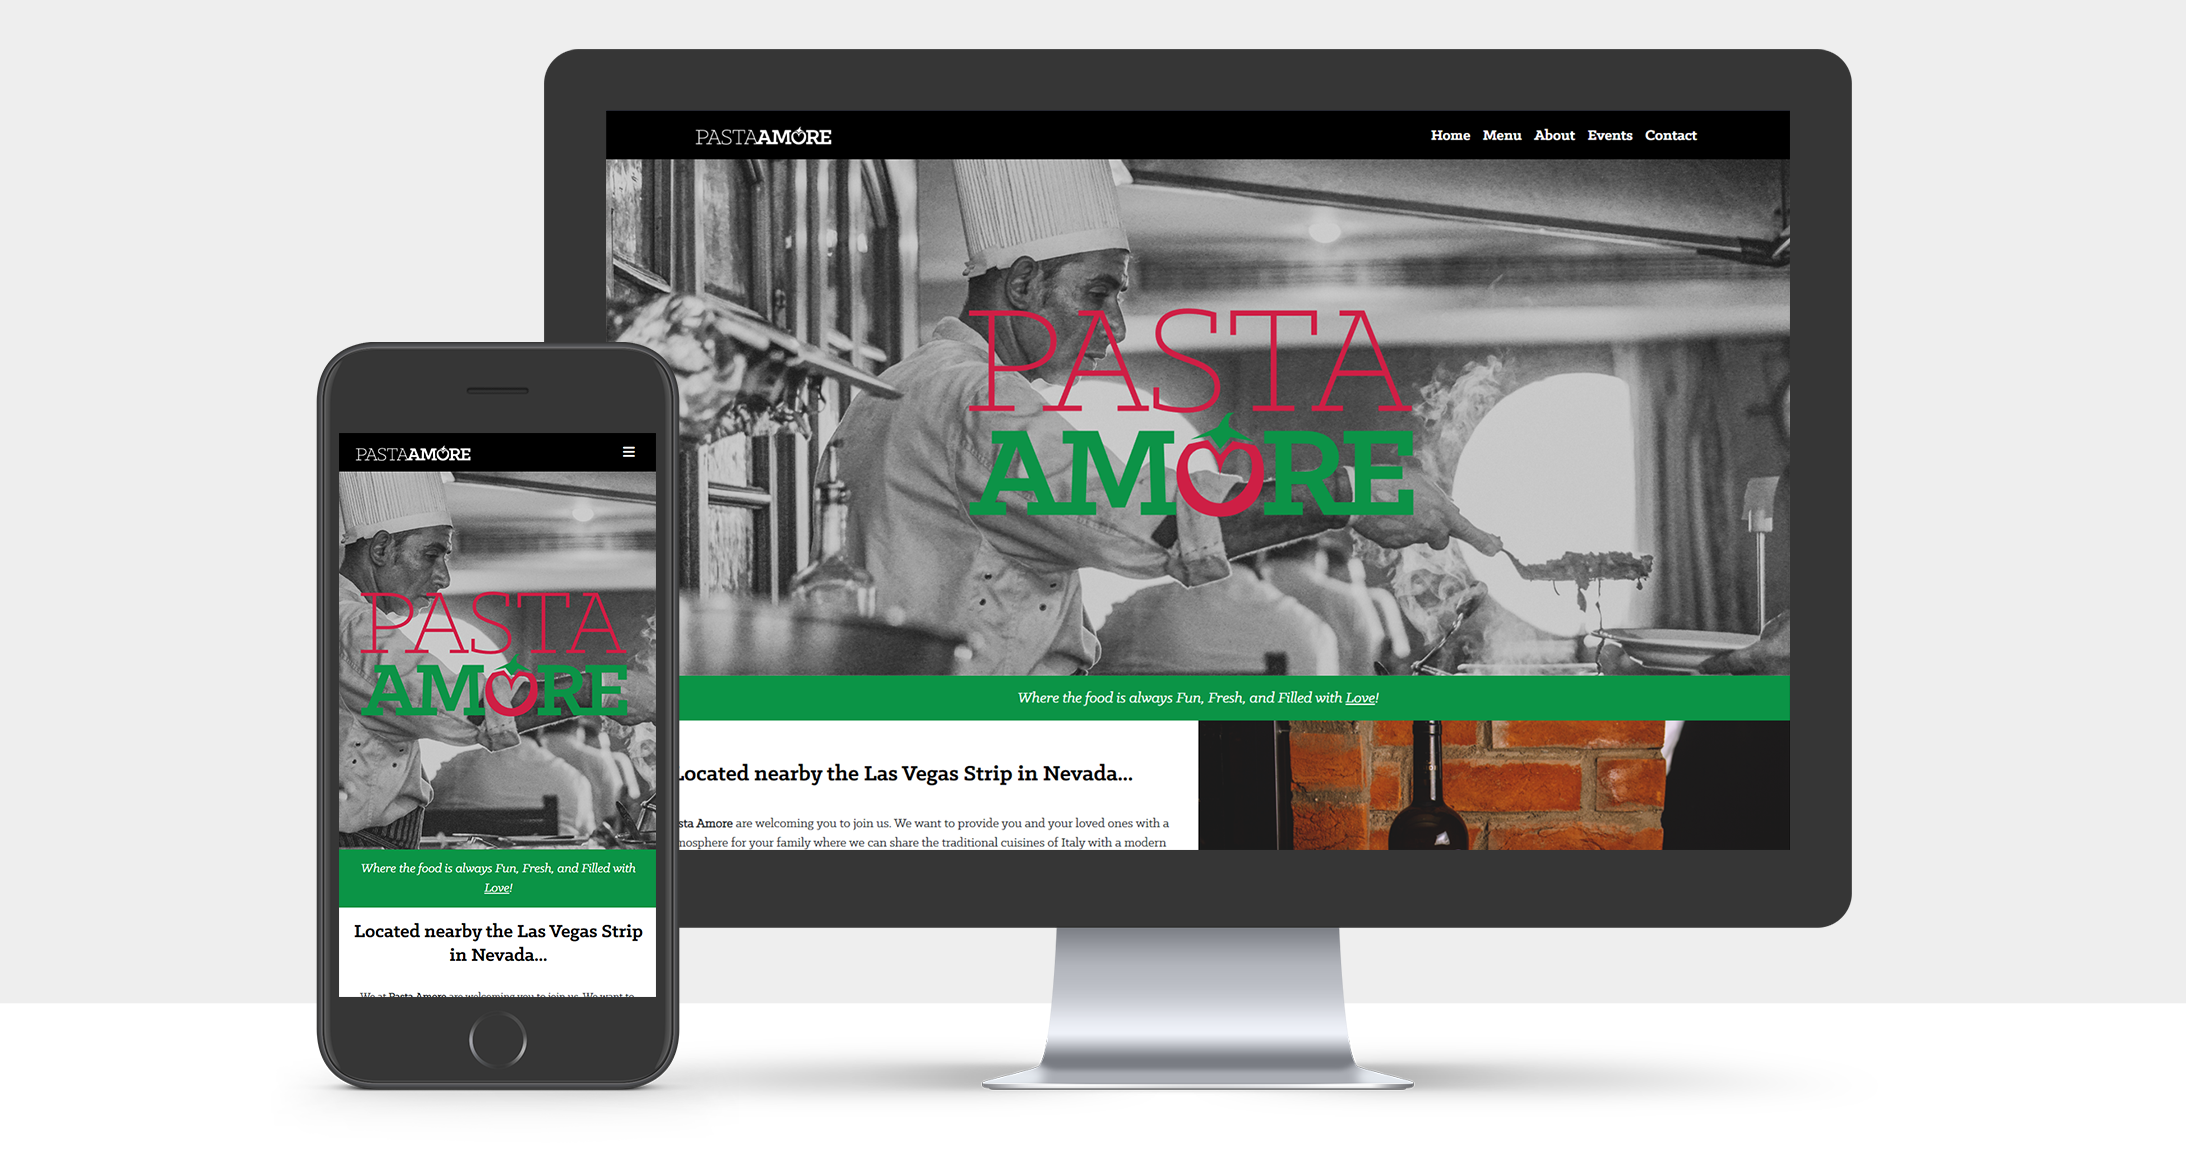 PASTAAMORE
Home Menu About Events Contact
PASTA
AMORE
Where the food is always Fun, Fresh, and Filled with Love!
Located nearby the Las Vegas Strip in Nevada...
Amore are welcoming you to join us. We want to provide you and your loved ones with a
for your family where we can share the traditional cuisines of Italy with a modern
PASTAAMORE
PASTA
AMORE
Where the food is always Fun, Fresh, and Filled with
Love!
Located nearby the Las Vegas Strip
in Nevada...
We at Pasta Amore are welcoming you to join us. We want to